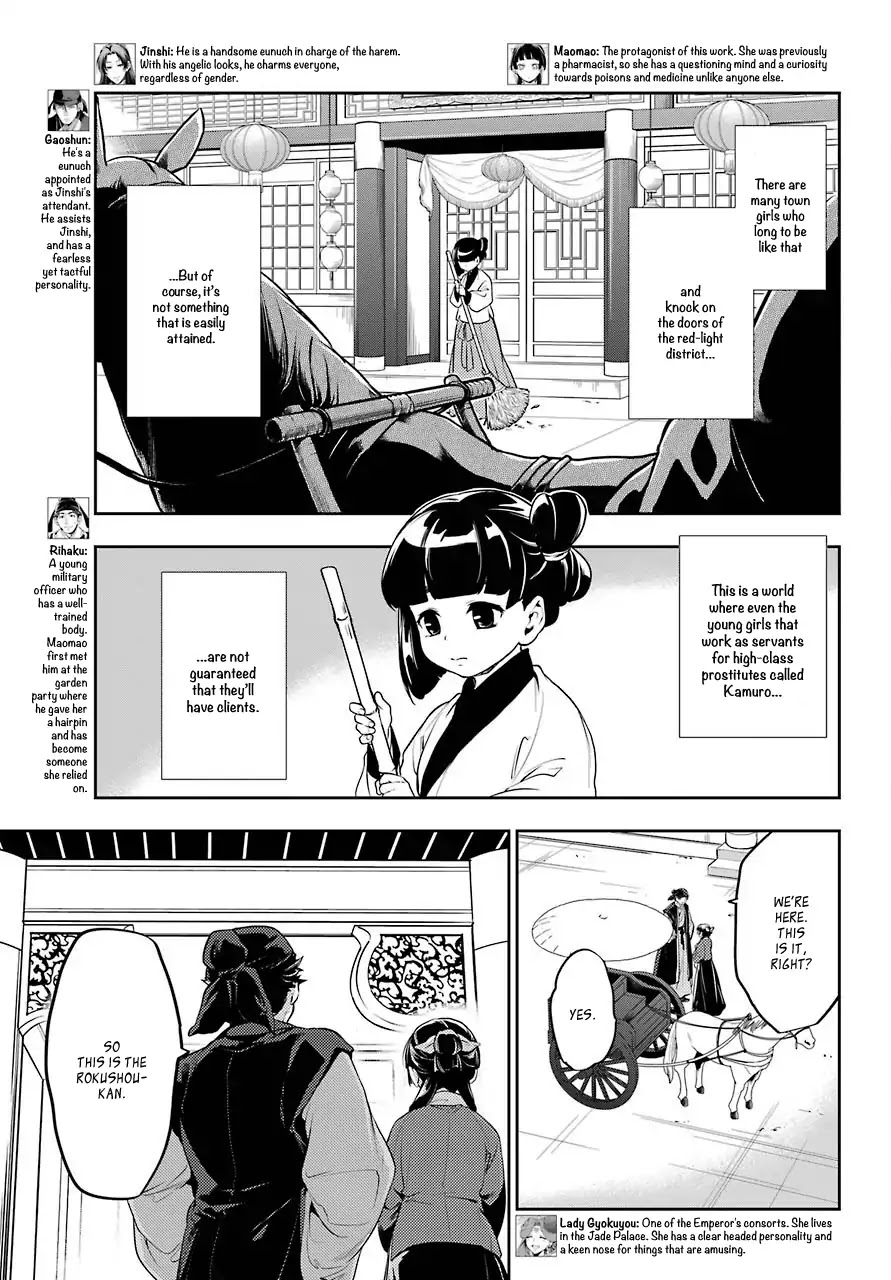 Jinshi: He is a handsome eunuch in charge of the harem.
With his angelic looks, he charms everyone,
regardless of gender.
Maomao: The protagonist of this work. She was previously
a pharmacist, so she has a questioning mind and a curiosity
towards poisons and medicine unlike anyone else.
Gaoshun:
He's a
eunuch
appointed
as Jinshi's
attendant.
He assists
Jinshi,
and has a
fearless
yet tactful
personality.
There are
many town
girls who
long to be
like that
and
knock on
the doors of
the red-light
district...
...But of
course, it's
not something
that is easily
attained.
Rihaku:
A young
military
officer who
has a well-
trained
body.
Maomao
first met
him at the
garden
party where
he gave her
a hairpin
and has
become
someone
she relied
on.
This is a world
where even the
young girls that
work as servants
for high-class
prostitutes called
Kamuro...
...are not
guaranteed
that they'll
have clients.
WE'RE
HERE.
THIS
IS IT,
RIGHT?
YES.
SO
THIS IS THE
ROKUSHOU-
KAN.
Lady Gyokuyou: One of the Emperor's consorts. She lives
in the Jade Palace. She has a clear headed personality and
a keen nose for things that are amusing.